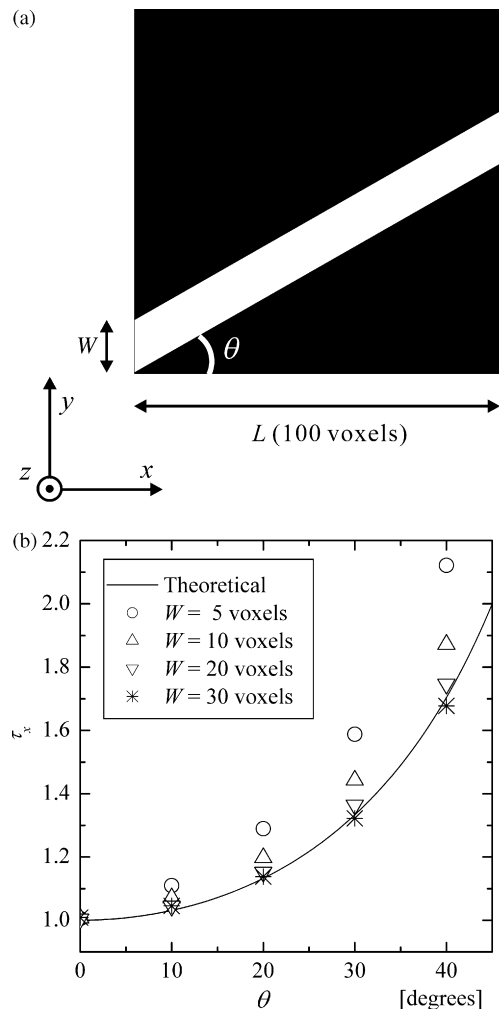 (a)
W
θ
L (100 voxels)
y
z
x
(b)
2.2
2.0
1.8
1.6
1.4
1.2
1.0
τx
Theoretical
W = 5 voxels
W = 10 voxels
W = 20 voxels
W = 30 voxels
0 10 20 30 40
θ [degrees]